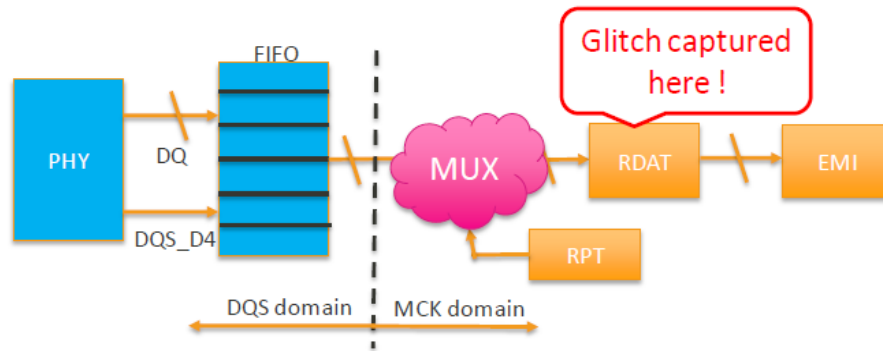 Glitch captured
here !
FIFO
PHY
DQ
MUX
RDAT
EMI
DQS_D4
RPT
DQS domain
MCK domain